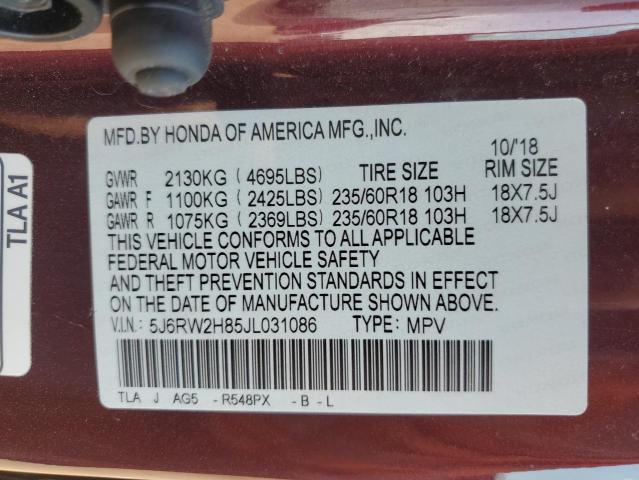 MFD.BY HONDA OF AMERICA MFG.,INC.
10/'18
GVWR 2130KG (4695LBS) TIRE SIZE RIM SIZE
GAWR F 1100KG (2425LBS) 235/60R18 103H 18X7.5J
GAWR R 1075KG (2369LBS) 235/60R18 103H 18X7.5J
THIS VEHICLE CONFORMS TO ALL APPLICABLE
FEDERAL MOTOR VEHICLE SAFETY
AND THEFT PREVENTION STANDARDS IN EFFECT
ON THE DATE OF MANUFACTURE SHOWN ABOVE.
V.I.N.: 5J6RW2H85JL031086 TYPE: MPV
TLA J AG5 -R548PX -B-L
TLA A1